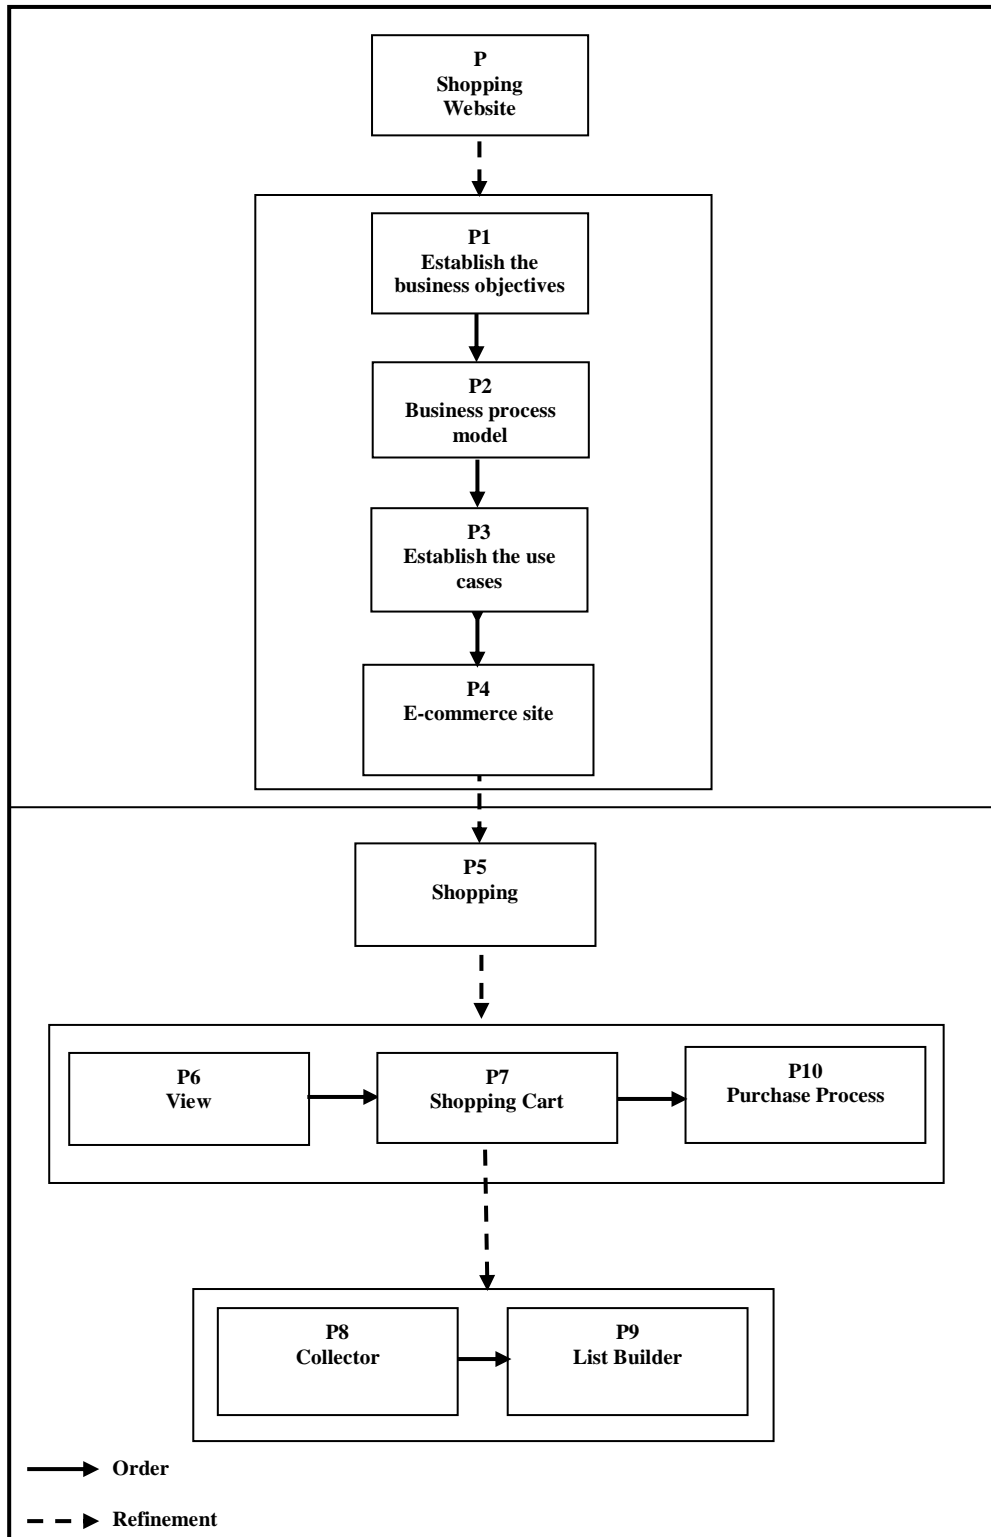 P
Shopping
Website
P1
Establish the
business objectives
P2
Business process
model
P3
Establish the use
cases
P4
E-commerce site
P5
Shopping
P6
View
P7
Shopping Cart
P10
Purchase Process
P8
Collector
P9
List Builder
Order
Refinement